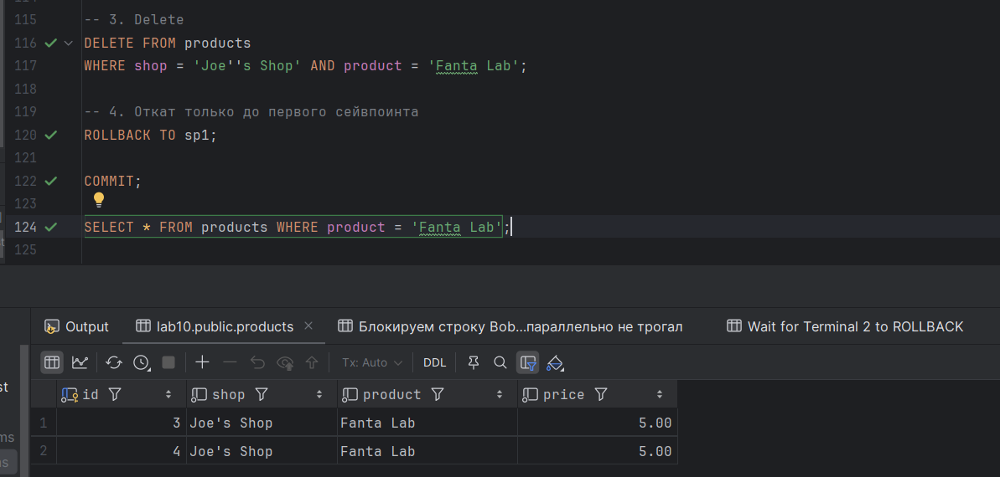 115 -- 3. Delete
116 DELETE FROM products
117 WHERE shop = 'Joe''s Shop' AND product = 'Fanta Lab';
118
119 -- 4. Откат только до первого сейвпоинта
120 ROLLBACK TO sp1;
121
122 COMMIT;
123
124 SELECT * FROM products WHERE product = 'Fanta Lab';
125
Output lab10.public.products Блокируем строку Bob...параллельно не трогал Wait for Terminal 2 to ROLLBACK
Tx: Auto DDL
st
id shop product price
1 3 Joe's Shop Fanta Lab 5.00
ms
2 4 Joe's Shop Fanta Lab 5.00